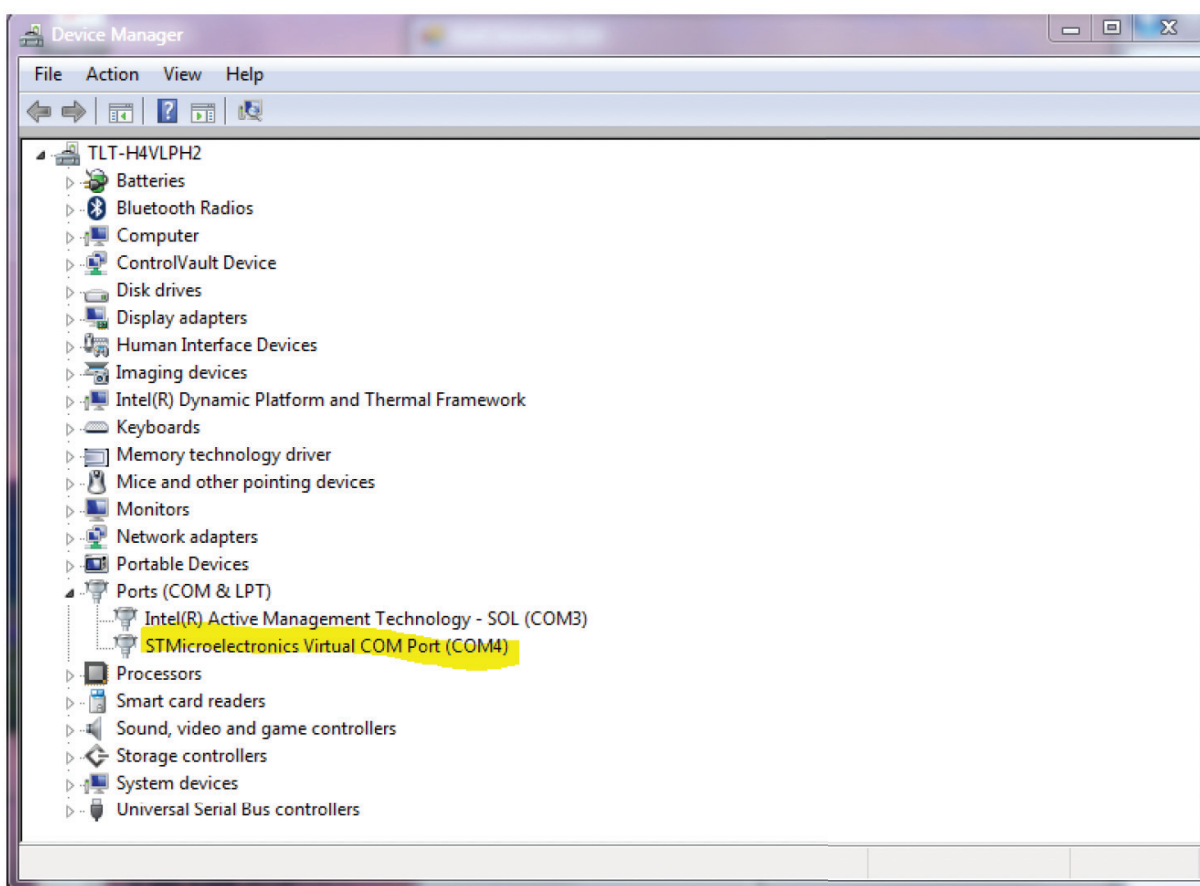 Device Manager
File Action View Help
TLT-H4VLPH2
Batteries
Bluetooth Radios
Computer
ControlVault Device
Disk drives
Display adapters
Human Interface Devices
Imaging devices
Intel(R) Dynamic Platform and Thermal Framework
Keyboards
Memory technology driver
Mice and other pointing devices
Monitors
Network adapters
Portable Devices
Ports (COM & LPT)
Intel(R) Active Management Technology - SOL (COM3)
STMicroelectronics Virtual COM Port (COM4)
Processors
Smart card readers
Sound, video and game controllers
Storage controllers
System devices
Universal Serial Bus controllers